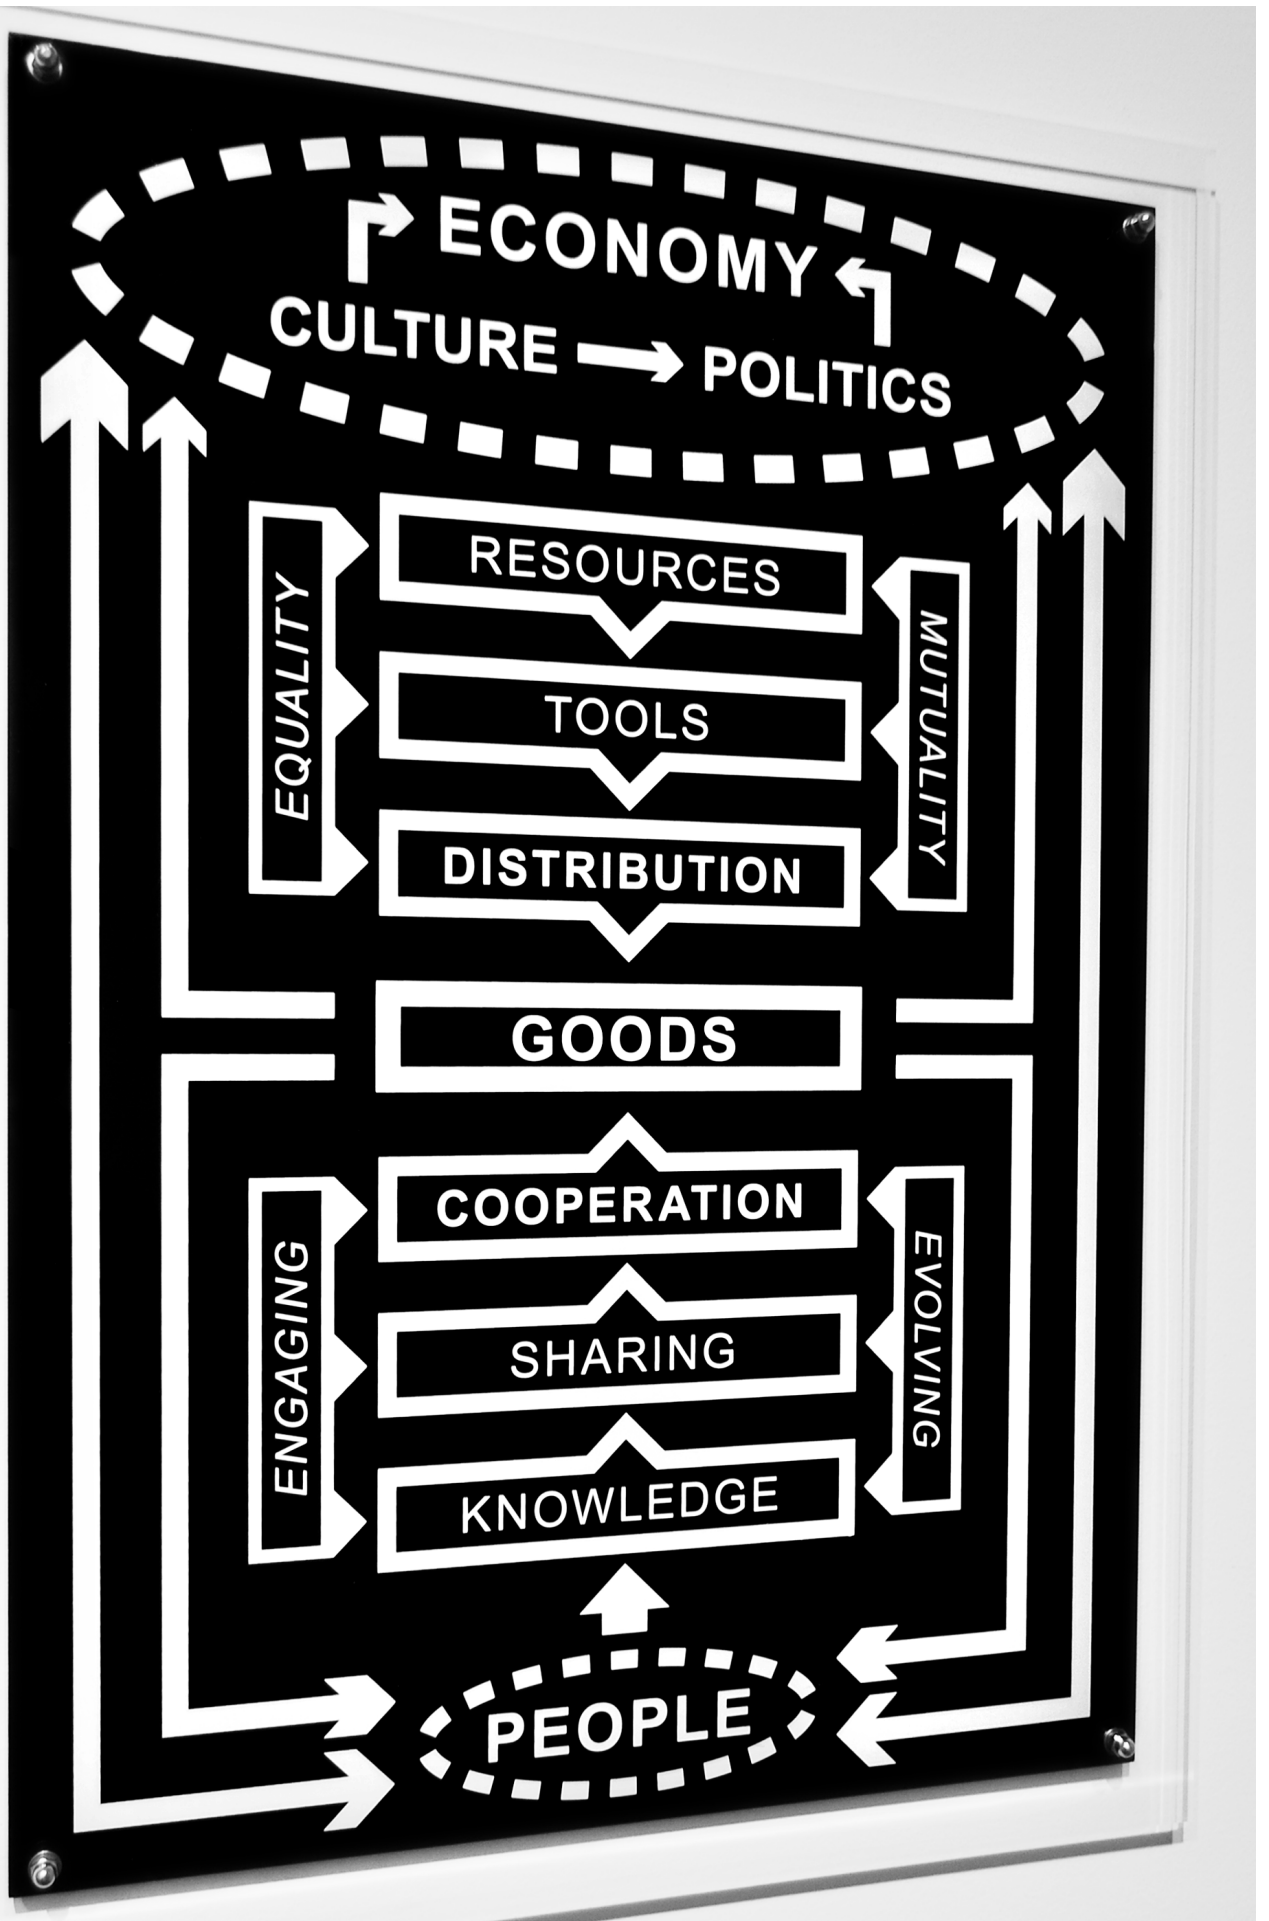 ECONOMY
CULTURE POLITICS
EQUALITY
RESOURCES
MUTUALITY
TOOLS
DISTRIBUTION
GOODS
ENGAGING
COOPERATION
EVOLVING
SHARING
KNOWLEDGE
PEOPLE